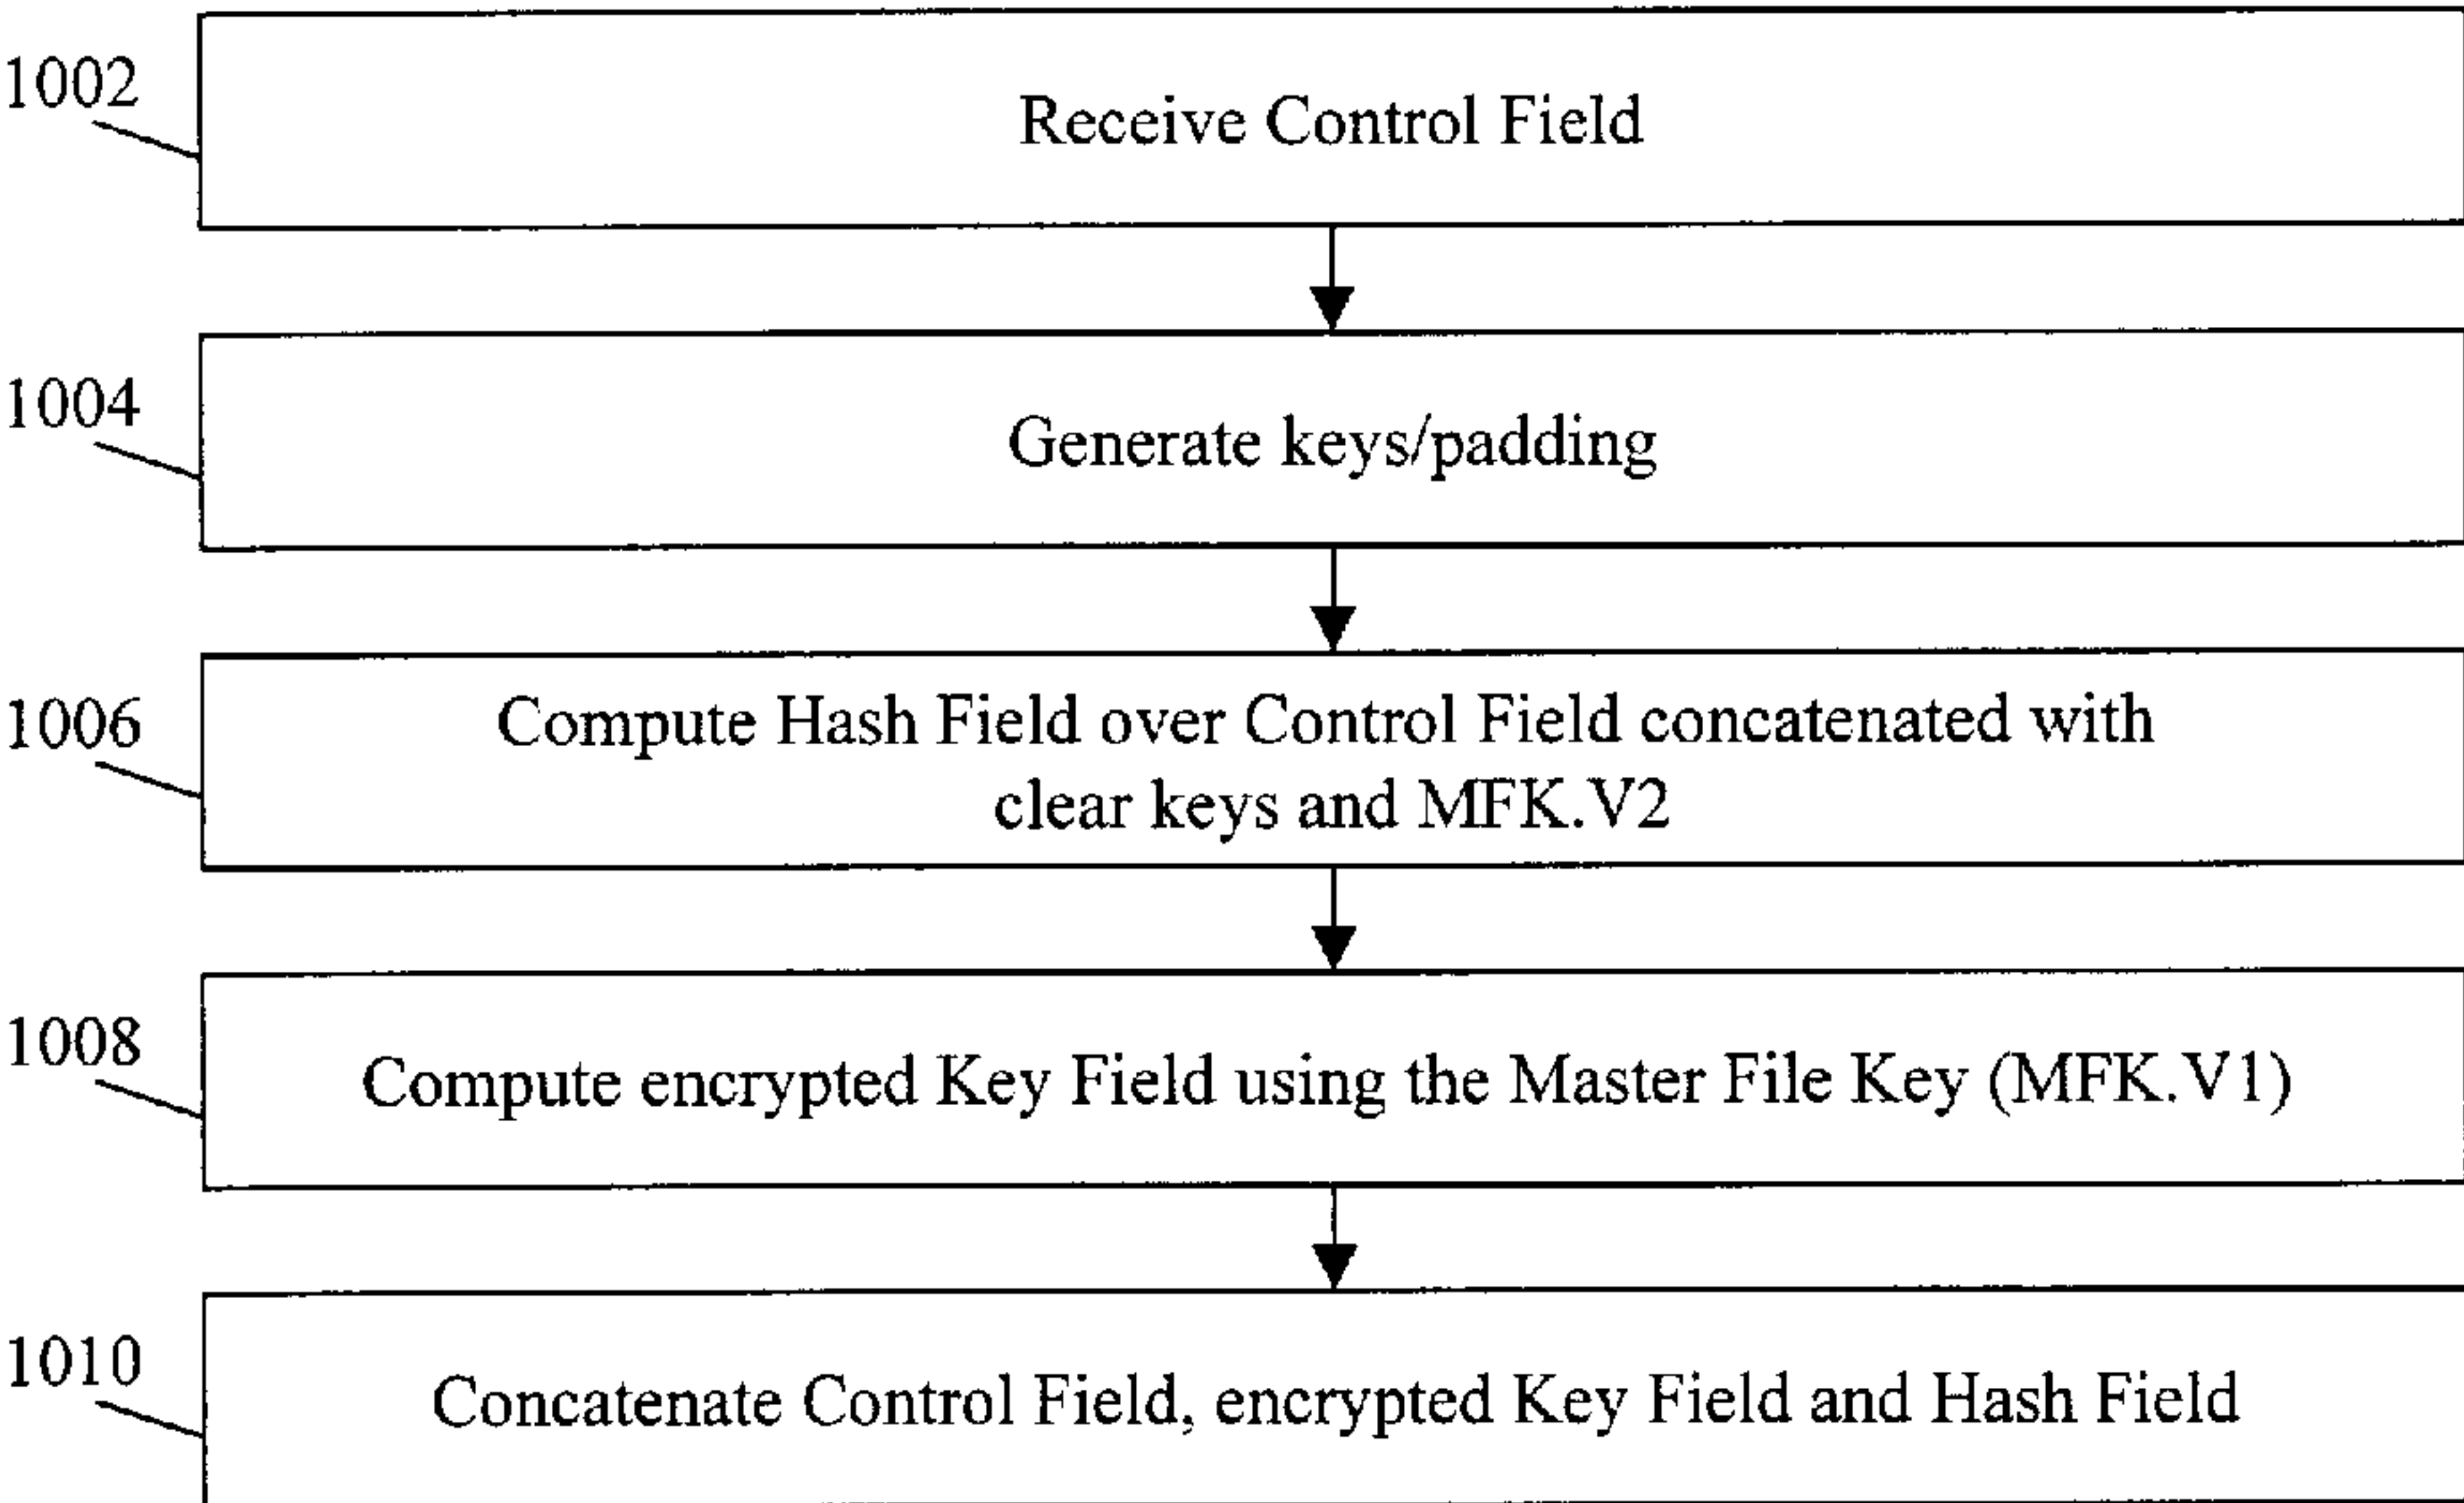 1002
Receive Control Field
1004
Generate keys/padding
1006
Compute Hash Field over Control Field concatenated with
clear keys and MFK.V2
1008
Compute encrypted Key Field using the Master File Key (MFK.V1)
1010
Concatenate Control Field, encrypted Key Field and Hash Field